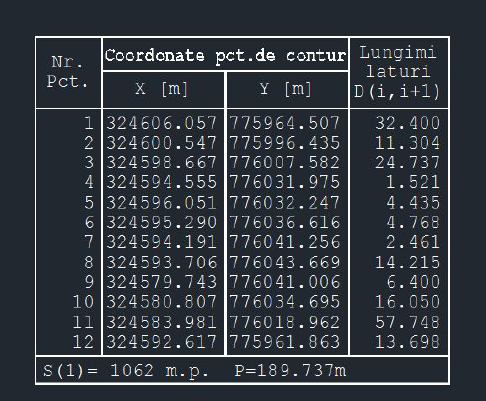 Nr. Pct. Coordonate pct.de contur Lungimi laturi D(i,i+1)
X [m] Y [m]
1 324606.057 775964.507 32.400
2 324600.547 775996.435 11.304
3 324598.667 776007.582 24.737
4 324594.555 776031.975 1.521
5 324596.051 776032.247 4.435
6 324595.290 776036.616 4.768
7 324594.191 776041.256 2.461
8 324593.706 776043.669 14.215
9 324579.743 776041.006 6.400
10 324580.807 776034.695 16.050
11 324583.981 776018.962 57.748
12 324592.617 775961.863 13.698
S(1)= 1062 m.p. P=189.737m